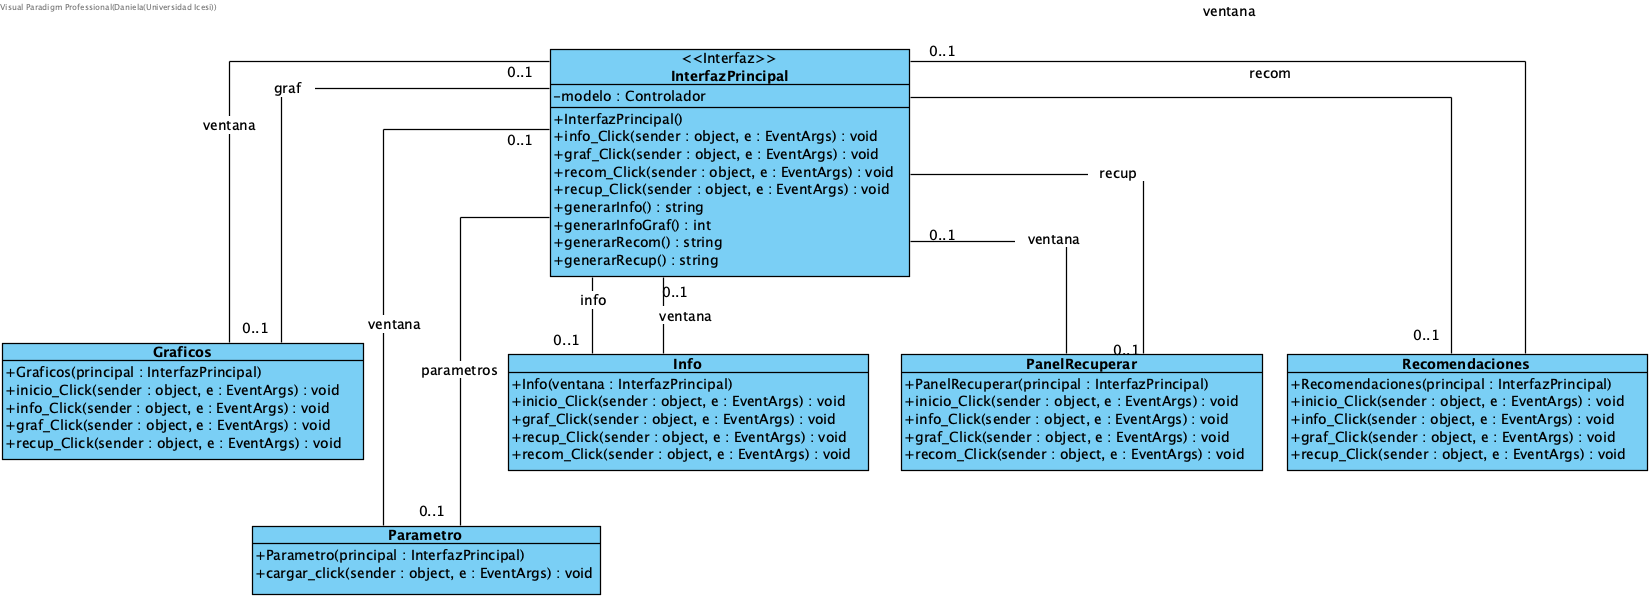 Visual Paradigm Professional(Daniela(Universidad Icesi))
ventana
<<Interfaz>>
InterfazPrincipal
-modelo : Controlador
+InterfazPrincipal()
+info_Click(sender : object, e : EventArgs) : void
+graf_Click(sender : object, e : EventArgs) : void
+recom_Click(sender : object, e : EventArgs) : void
+recup_Click(sender : object, e : EventArgs) : void
+generarInfo() : string
+generarInfoGraf() : int
+generarRecom() : string
+generarRecup() : string
0..1
graf
ventana
0..1
0..1
recom
recup
0..1
ventana
info
0..1
ventana
0..1
ventana
parametros
0..1
0..1
0..1
0..1
Graficos
+Graficos(principal : InterfazPrincipal)
+inicio_Click(sender : object, e : EventArgs) : void
+info_Click(sender : object, e : EventArgs) : void
+graf_Click(sender : object, e : EventArgs) : void
+recup_Click(sender : object, e : EventArgs) : void
Info
+Info(ventana : InterfazPrincipal)
+inicio_Click(sender : object, e : EventArgs) : void
+graf_Click(sender : object, e : EventArgs) : void
+recup_Click(sender : object, e : EventArgs) : void
+recom_Click(sender : object, e : EventArgs) : void
PanelRecuperar
+PanelRecuperar(principal : InterfazPrincipal)
+inicio_Click(sender : object, e : EventArgs) : void
+info_Click(sender : object, e : EventArgs) : void
+graf_Click(sender : object, e : EventArgs) : void
+recom_Click(sender : object, e : EventArgs) : void
Recomendaciones
+Recomendaciones(principal : InterfazPrincipal)
+inicio_Click(sender : object, e : EventArgs) : void
+info_Click(sender : object, e : EventArgs) : void
+graf_Click(sender : object, e : EventArgs) : void
+recup_Click(sender : object, e : EventArgs) : void
Parametro
+Parametro(principal : InterfazPrincipal)
+cargar_click(sender : object, e : EventArgs) : void